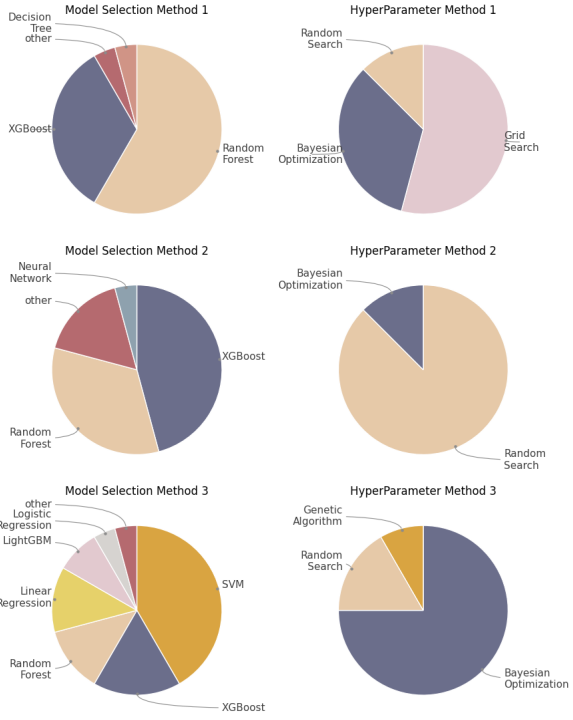 Model Selection Method 1
Decision
Tree
other
XGBoost
Random
Forest
HyperParameter Method 1
Random
Search
Bayesian
Optimization
Grid
Search
Model Selection Method 2
Neural
Network
other
Random
Forest
XGBoost
HyperParameter Method 2
Bayesian
Optimization
Random
Search
Model Selection Method 3
other
Logistic
Regression
LightGBM
Linear
Regression
Random
Forest
SVM
XGBoost
HyperParameter Method 3
Genetic
Algorithm
Random
Search
Bayesian
Optimization